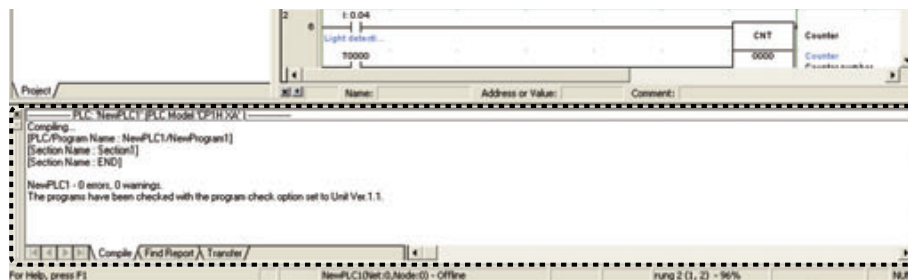 2
8
I: 0.04
Light detecti...
T0000
CNT
0000
Counter
Counter
Counter number
Project
Name:
Address or Value:
Comment:
PLC: 'NewPLC1' (PLC Model 'CP1H XA')
Compiling...
[PLC/Program Name : NewPLC1/NewProgram1]
[Section Name : Section1]
[Section Name : END]
NewPLC1 - 0 errors, 0 warnings.
The programs have been checked with the program check option set to Unit Ver.1.1.
Compile
Find Report
Transfer
For Help, press F1
NewPLC1(Net:0,Node:0) - Offline
rung 2 (1, 2) - 96%